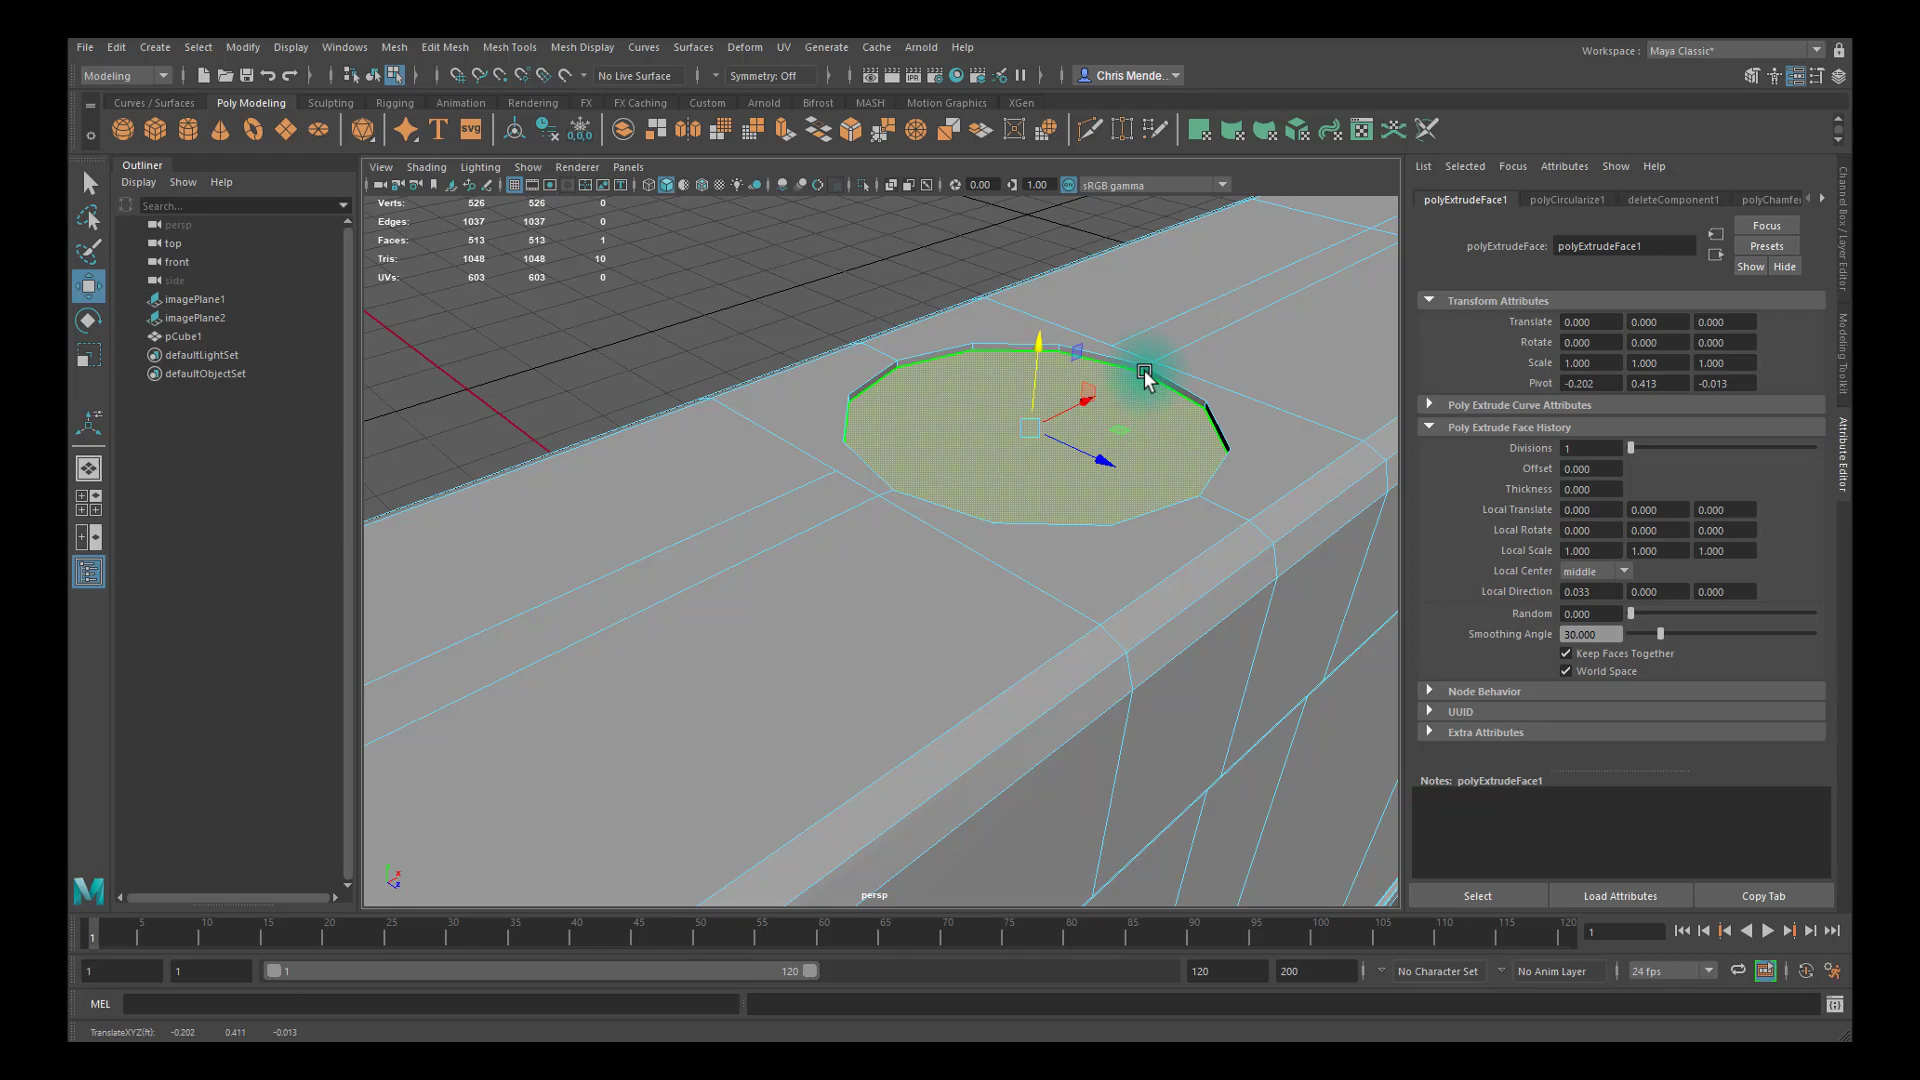 File Edit Create Select Modify Display Windows Mesh Edit Mesh Mesh Tools Mesh Display Curves Surfaces Deform UV Generate Cache Arnold Help
Workspace : Maya Classic*
Modeling No Live Surface Symmetry: Off Chris Mende...
Curves / Surfaces Poly Modeling Sculpting Rigging Animation Rendering FX FX Caching Custom Arnold Bifrost MASH Motion Graphics XGen
T SVG 0,0,0
IPR
Outliner
Display Show Help
Search...
persp
top
front
side
imagePlane1
imagePlane2
pCube1
defaultLightSet
defaultObjectSet
View Shading Lighting Show Renderer Panels
0.00 1.00 sRGB gamma
Verts: 526 526 0
Edges: 1037 1037 0
Faces: 513 513 1
Tris: 1048 1048 10
UVs: 603 603 0
persp
List Selected Focus Attributes Show Help
polyExtrudeFace1 polyCircularize1 deleteComponent1 polyChamfe
Focus
polyExtrudeFace: polyExtrudeFace1 Presets
Show Hide
Transform Attributes
Translate 0.000 0.000 0.000
Rotate 0.000 0.000 0.000
Scale 1.000 1.000 1.000
Pivot -0.202 0.413 -0.013
Poly Extrude Curve Attributes
Poly Extrude Face History
Divisions 1
Offset 0.000
Thickness 0.000
Local Translate 0.000 0.000 0.000
Local Rotate 0.000 0.000 0.000
Local Scale 1.000 1.000 1.000
Local Center middle
Local Direction 0.033 0.000 0.000
Random 0.000
Smoothing Angle 30.000
Keep Faces Together
World Space
Node Behavior
UUID
Extra Attributes
Notes: polyExtrudeFace1
Select Load Attributes Copy Tab
Channel Box / Layer Editor
Modeling Toolkit
Attribute Editor
1 5 10 15 20 25 30 35 40 45 50 55 60 65 70 75 80 85 90 95 100 105 110 115 120
1
1 1 1 120 120 200 No Character Set No Anim Layer 24 fps
MEL
TranslateXYZ(ft): -0.202 0.411 -0.013